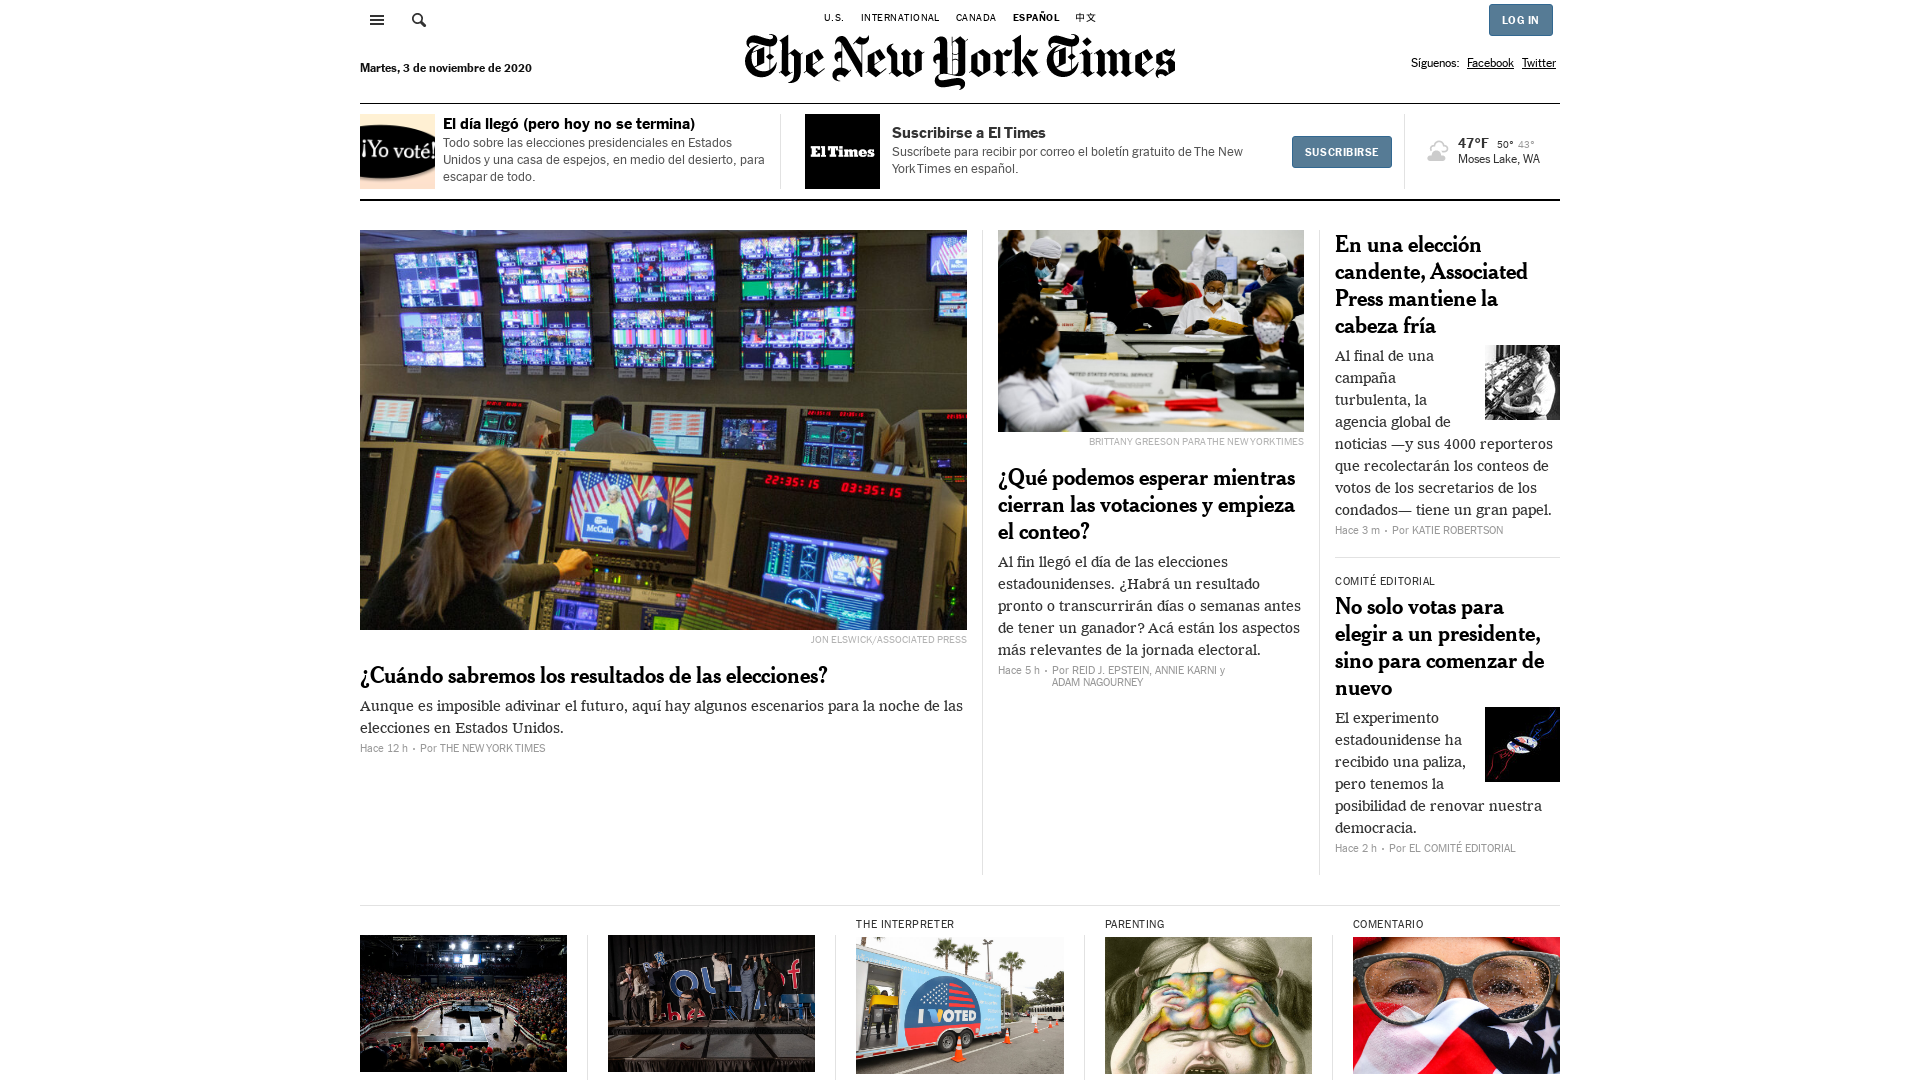 U.S. INTERNATIONAL CANADA ESPAÑOL 中文
LOG IN
The New York Times
Martes, 3 de noviembre de 2020
Síguenos: Facebook Twitter
¡Yo voté!
El día llegó (pero hoy no se termina)
Todo sobre las elecciones presidenciales en Estados
Unidos y una casa de espejos, en medio del desierto, para
escapar de todo.
El Times
Suscribirse a El Times
Suscríbete para recibir por correo el boletín gratuito de The New
York Times en español.
SUSCRIBIRSE
47°F 50° 43°
Moses Lake, WA
McCain
22:35:15 03:35:15
JON ELSWICK/ASSOCIATED PRESS
¿Cuándo sabremos los resultados de las elecciones?
Aunque es imposible adivinar el futuro, aquí hay algunos escenarios para la noche de las
elecciones en Estados Unidos.
Hace 12 h • Por THE NEW YORK TIMES
UNITED STATES POSTAL SERVICE
BRITTANY GREESON PARA THE NEW YORK TIMES
¿Qué podemos esperar mientras
cierran las votaciones y empieza
el conteo?
Al fin llegó el día de las elecciones
estadounidenses. ¿Habrá un resultado
pronto o transcurrirán días o semanas antes
de tener un ganador? Acá están los aspectos
más relevantes de la jornada electoral.
Hace 5 h • Por REID J. EPSTEIN, ANNIE KARNI y
ADAM NAGOURNEY
En una elección
candente, Associated
Press mantiene la
cabeza fría
Al final de una
campaña
turbulenta, la
agencia global de
noticias —y sus 4000 reporteros
que recolectarán los conteos de
votos de los secretarios de los
condados— tiene un gran papel.
Hace 3 m • Por KATIE ROBERTSON
COMITÉ EDITORIAL
No solo votas para
elegir a un presidente,
sino para comenzar de
nuevo
El experimento
estadounidense ha
recibido una paliza,
pero tenemos la
posibilidad de renovar nuestra
democracia.
Hace 2 h • Por EL COMITÉ EDITORIAL
THE INTERPRETER
I VOTED
PARENTING
COMENTARIO